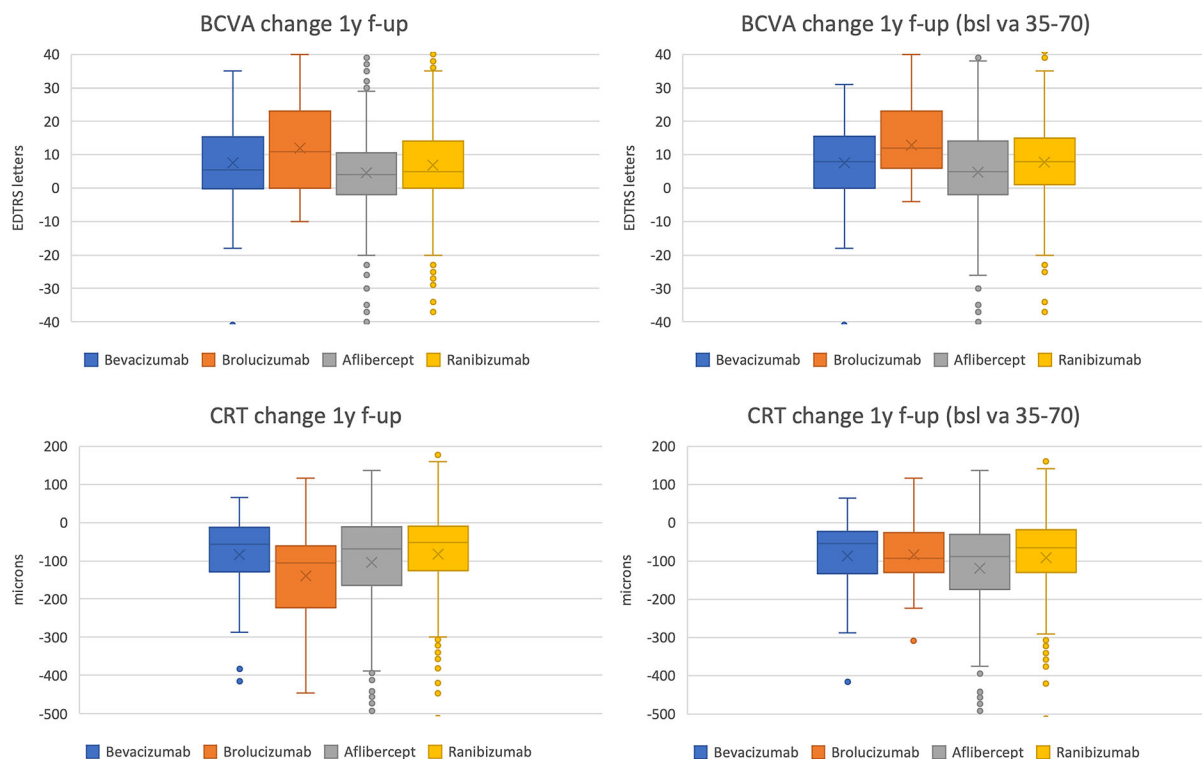 BCVA change 1y f-up
40
30
20
10
0
-10
-20
-30
-40
EDTRS letters
Bevacizumab Brolucizumab Aflibercept Ranibizumab
BCVA change 1y f-up (bsl va 35-70)
40
30
20
10
0
-10
-20
-30
-40
EDTRS letters
Bevacizumab Brolucizumab Aflibercept Ranibizumab
CRT change 1y f-up
200
100
0
-100
-200
-300
-400
-500
microns
Bevacizumab Brolucizumab Aflibercept Ranibizumab
CRT change 1y f-up (bsl va 35-70)
200
100
0
-100
-200
-300
-400
-500
microns
Bevacizumab Brolucizumab Aflibercept Ranibizumab